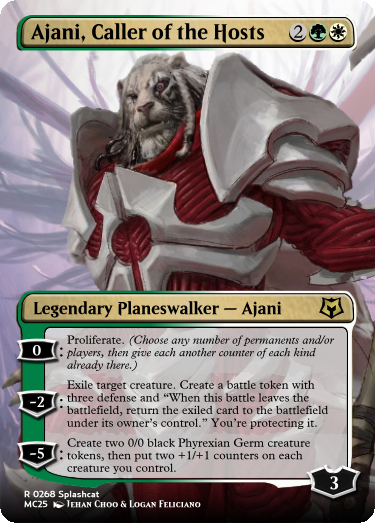 Ajani, Caller of the Hosts 2
Legendary Planeswalker — Ajani
0: Proliferate. (Choose any number of permanents and/or
players, then give each another counter of each kind
already there.)
-2: Exile target creature. Create a battle token with
three defense and “When this battle leaves the
battlefield, return the exiled card to the battlefield
under its owner’s control.” You’re protecting it.
-5: Create two 0/0 black Phyrexian Germ creature
tokens, then put two +1/+1 counters on each
creature you control.
3
R 0268 Splashcat
MC25 Jehan Choo & Logan Feliciano